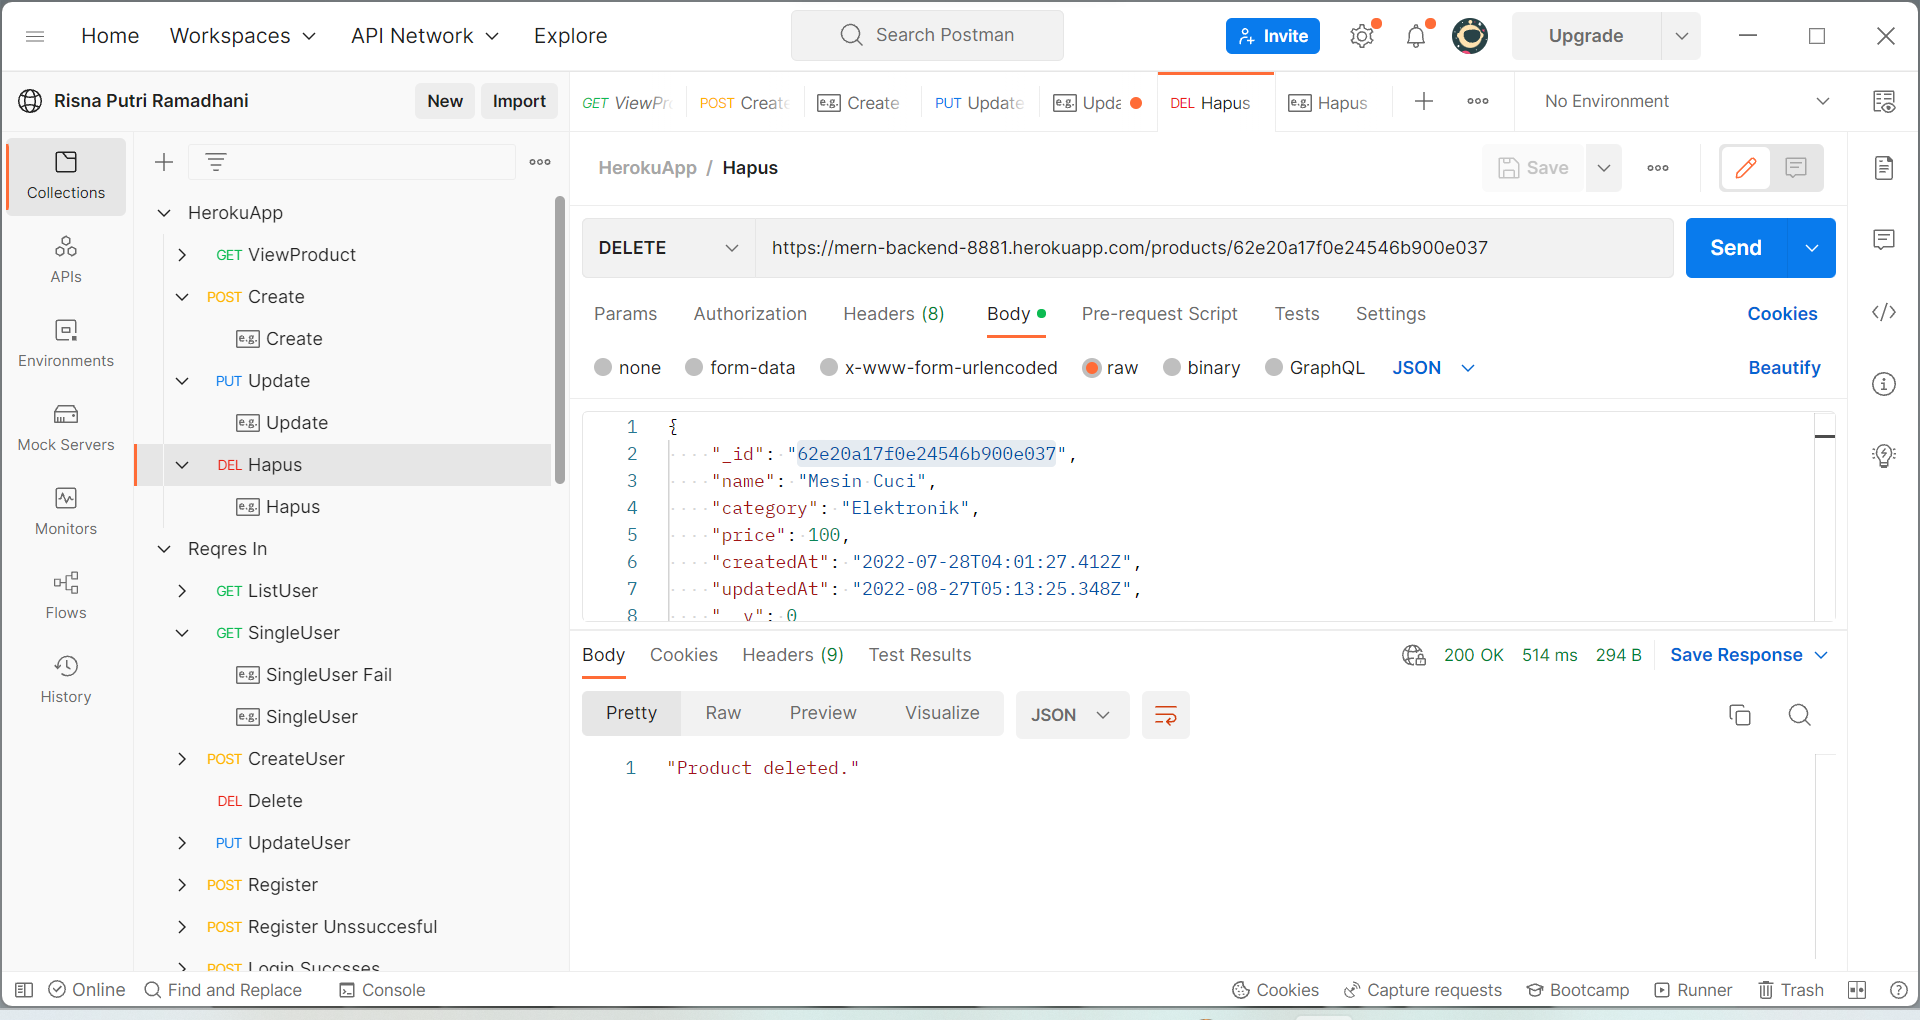 Home Workspaces API Network Explore Search Postman Invite Upgrade
Risna Putri Ramadhani New Import
GET ViewPr POST Create e.g. Create PUT Update e.g. Upda DEL Hapus e.g. Hapus No Environment
Collections
APIs
Environments
Mock Servers
Monitors
Flows
History
HerokuApp
GET ViewProduct
POST Create
e.g. Create
PUT Update
e.g. Update
DEL Hapus
e.g. Hapus
Reqres In
GET ListUser
GET SingleUser
e.g. SingleUser Fail
e.g. SingleUser
POST CreateUser
DEL Delete
PUT UpdateUser
POST Register
POST Register Unssuccesful
POST Login Succsses
HerokuApp / Hapus Save
DELETE https://mern-backend-8881.herokuapp.com/products/62e20a17f0e24546b900e037 Send
Params Authorization Headers (8) Body Pre-request Script Tests Settings Cookies
none form-data x-www-form-urlencoded raw binary GraphQL JSON Beautify
1 {
2 "_id": "62e20a17f0e24546b900e037",
3 "name": "Mesin Cuci",
4 "category": "Elektronik",
5 "price": 100,
6 "createdAt": "2022-07-28T04:01:27.412Z",
7 "updatedAt": "2022-08-27T05:13:25.348Z",
8 "__v": 0
Body Cookies Headers (9) Test Results 200 OK 514 ms 294 B Save Response
Pretty Raw Preview Visualize JSON
1 "Product deleted."
Online Find and Replace Console Cookies Capture requests Bootcamp Runner Trash